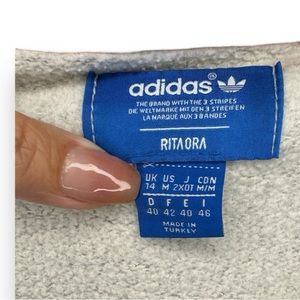 adidas
THE BRAND WITH THE 3 STRIPES
DIE WELTMARKE MIT DEN 3 STREIFEN
LA MARQUE AUX 3 BANDES
RITA ORA
UK US J CDN
14 M 2XOT M/M
D F E I
40 42 40 46
MADE IN
TURKEY